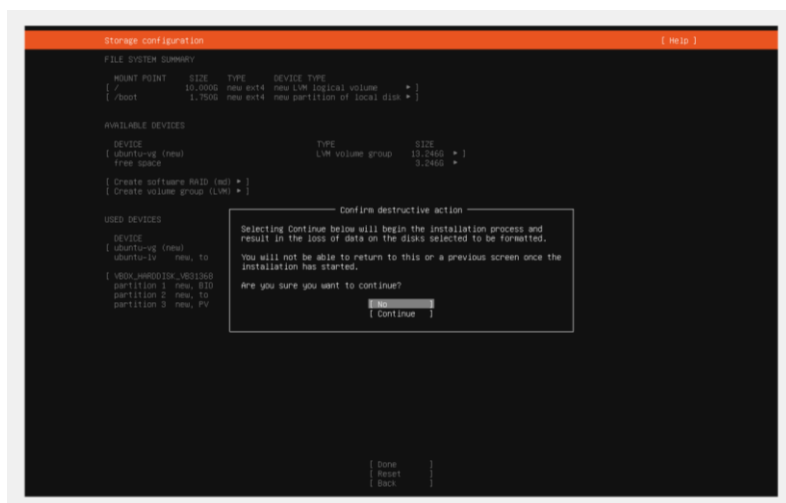 Storage configuration [ Help ]
FILE SYSTEM SUMMARY
MOUNT POINT SIZE TYPE DEVICE TYPE
[ / 10.000G new ext4 new LVM logical volume ▸ ]
[ /boot 1.750G new ext4 new partition of local disk ▸ ]
AVAILABLE DEVICES
DEVICE TYPE SIZE
[ ubuntu-vg (new) LVM volume group 13.246G ▸ ]
free space 3.246G ▸
[ Create software RAID (md) ▸ ]
[ Create volume group (LVM) ▸ ]
USED DEVICES
DEVICE
[ ubuntu-vg (new)
ubuntu-lv new, to
[ VBOX_HARDDISK_VB31360
partition 1 new, BIO
partition 2 new, to
partition 3 new, PV
Confirm destructive action
Selecting Continue below will begin the installation process and
result in the loss of data on the disks selected to be formatted.
You will not be able to return to this or a previous screen once the
installation has started.
Are you sure you want to continue?
[ No ]
[ Continue ]
[ Done ]
[ Reset ]
[ Back ]